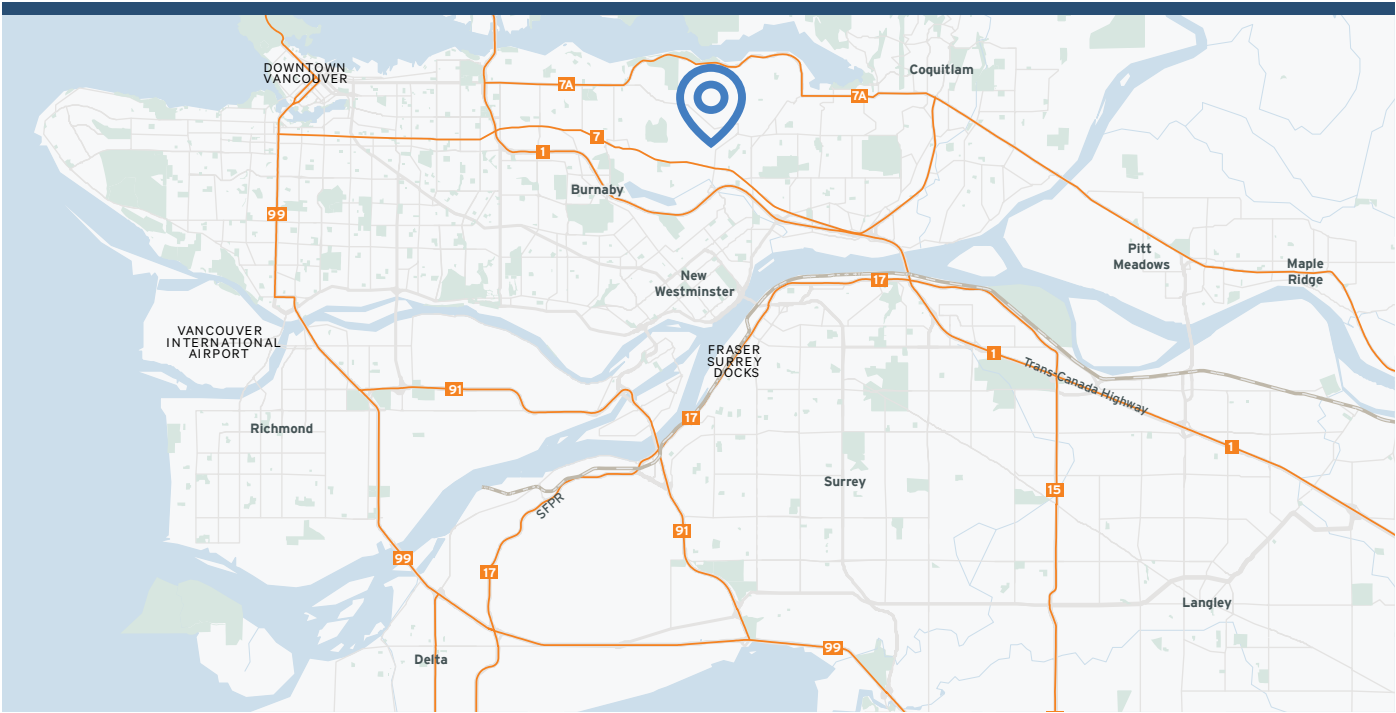 DOWNTOWN
VANCOUVER
Coquitlam
7A
7A
7
1
Burnaby
99
Pitt
Meadows
Maple
Ridge
New
Westminster
17
VANCOUVER
INTERNATIONAL
AIRPORT
FRASER
SURREY
DOCKS
1
Trans-Canada Highway
91
17
Richmond
1
Surrey
15
SFPR
91
99
17
Langley
99
Delta